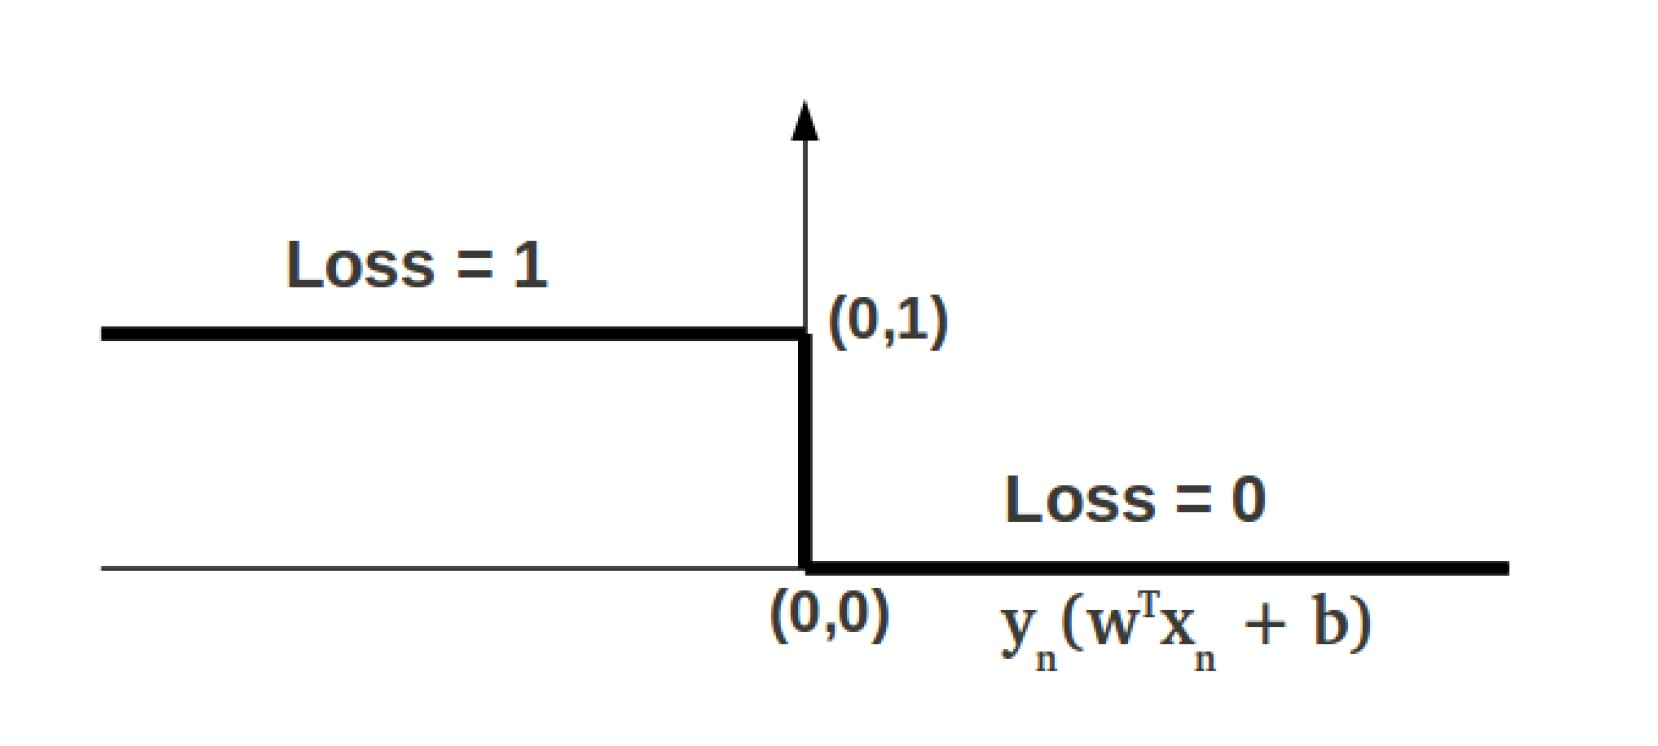 Loss = 1
(0,1)
Loss = 0
(0,0)
yₙ(wᵀxₙ + b)